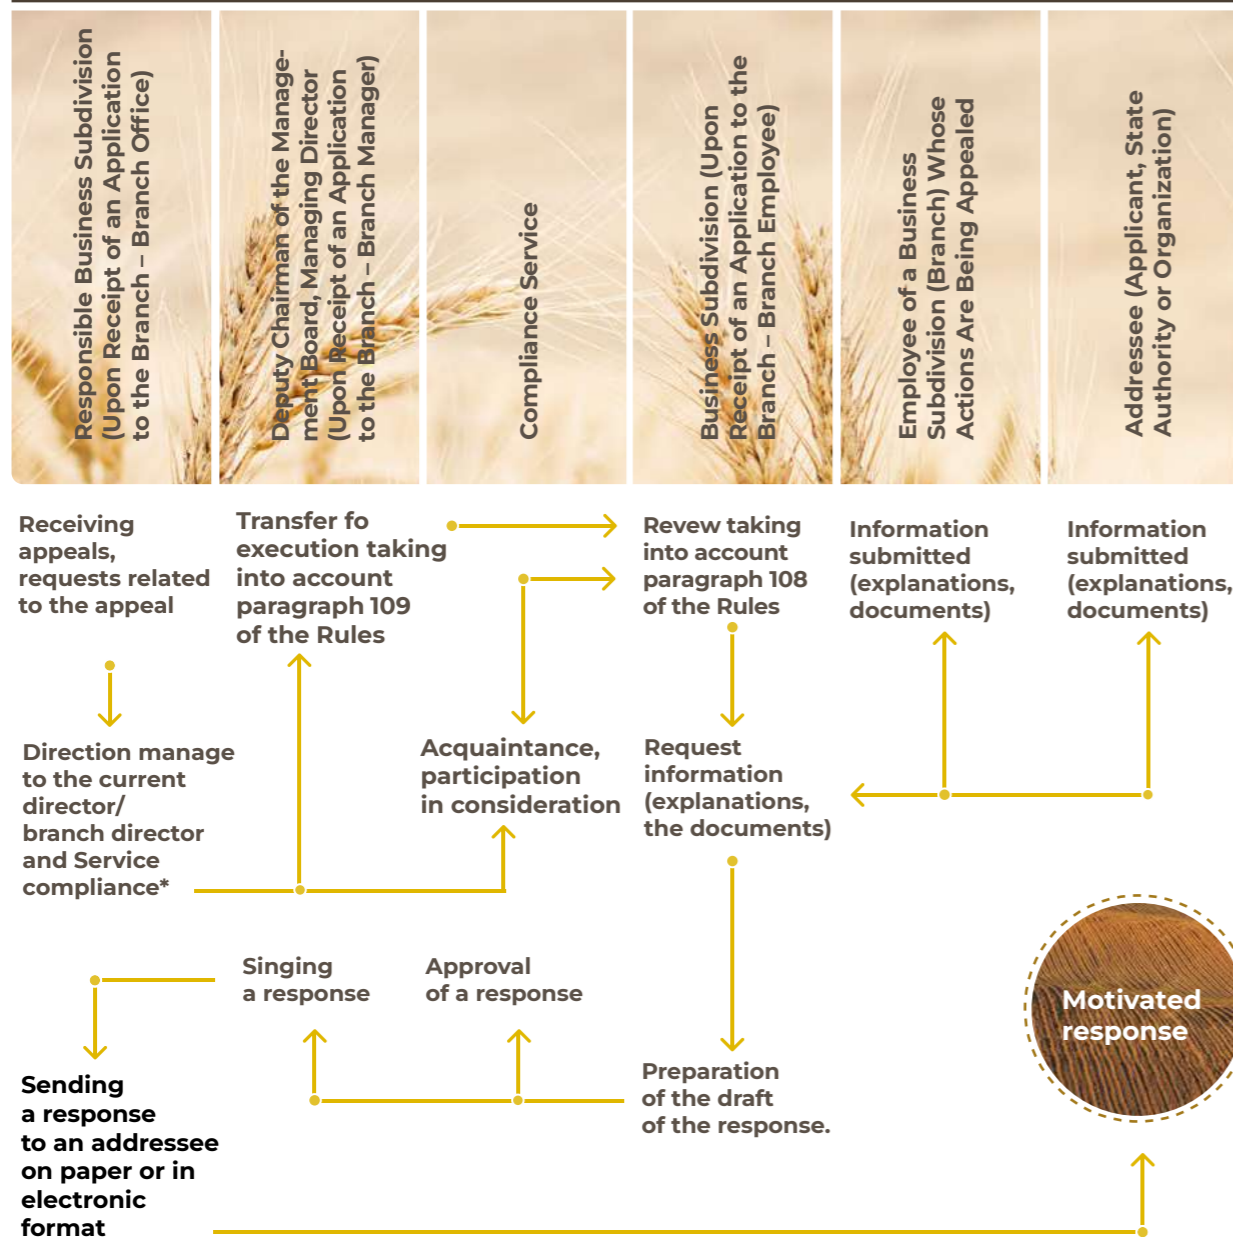 Responsible Business Subdivision
(Upon Receipt of an Application
to the Branch – Branch Office)
Deputy Chairman of the Manage-
ment Board, Managing Director
(Upon Receipt of an Application
to the Branch – Branch Manager)
Compliance Service
Business Subdivision (Upon
Receipt of an Application to the
Branch – Branch Employee)
Employee of a Business
Subdivision (Branch) Whose
Actions Are Being Appealed
Addressee (Applicant, State
Authority or Organization)
Receiving
appeals,
requests related
to the appeal
Transfer fo
execution taking
into account
paragraph 109
of the Rules
Revew taking
into account
paragraph 108
of the Rules
Information
submitted
(explanations,
documents)
Information
submitted
(explanations,
documents)
Direction manage
to the current
director/
branch director
and Service
compliance*
Acquaintance,
participation
in consideration
Request
information
(explanations,
the documents)
Singing
a response
Approval
of a response
Motivated
response
Sending
a response
to an addressee
on paper or in
electronic
format
Preparation
of the draft
of the response.